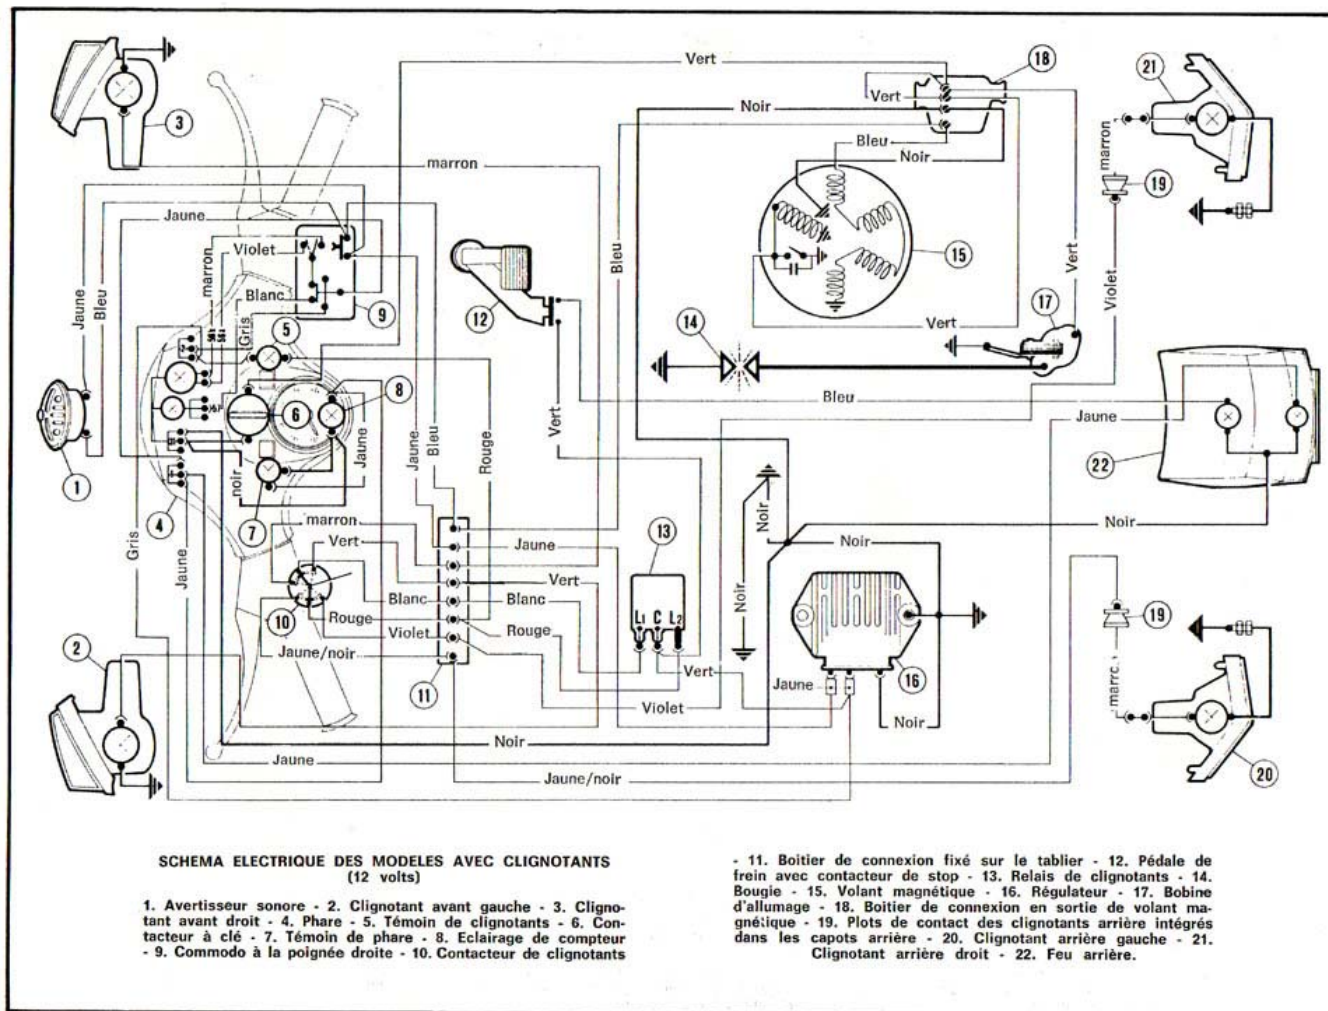 Vert
18
21
3
Vert
Noir
Bleu
Noir
marron
marron
19
Jaune
Violet
marron
Blanc
9
Gris
5
12
Bleu
15
Vert
Violet
Vert
17
14
Jaune
Bleu
8
6
Bleu
Jaune
22
1
4
noir
7
Jaune
Jaune
Bleu
Rouge
Vert
Gris
Jaune
marron
Vert
Blanc
Rouge
Violet
Jaune/noir
10
11
Jaune
Vert
Blanc
Rouge
13
L1 C L2
Vert
Violet
Noir
Noir
Noir
Noir
Jaune
16
Noir
19
2
Noir
Jaune
Jaune/noir
20
SCHEMA ELECTRIQUE DES MODELES AVEC CLIGNOTANTS
(12 volts)
1. Avertisseur sonore - 2. Clignotant avant gauche - 3. Cligno-
tant avant droit - 4. Phare - 5. Témoin de clignotants - 6. Con-
tacteur à clé - 7. Témoin de phare - 8. Eclairage de compteur
- 9. Commodo à la poignée droite - 10. Contacteur de clignotants
- 11. Boitier de connexion fixé sur le tablier - 12. Pédale de
frein avec contacteur de stop - 13. Relais de clignotants - 14.
Bougie - 15. Volant magnétique - 16. Régulateur - 17. Bobine
d'allumage - 18. Boitier de connexion en sortie de volant ma-
gnétique - 19. Plots de contact des clignotants arrière intégrés
dans les capots arrière - 20. Clignotant arrière gauche - 21.
Clignotant arrière droit - 22. Feu arrière.